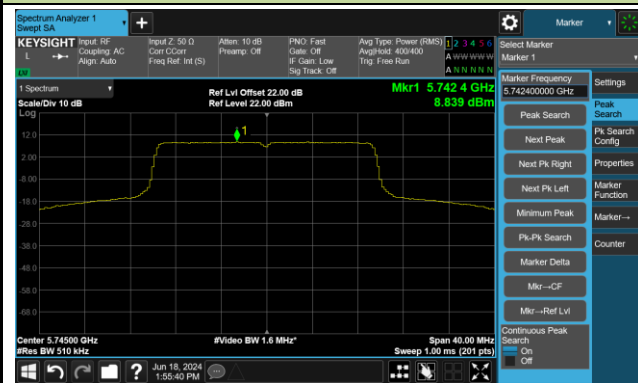 Spectrum Analyzer 1
Swept SA
Marker
KEYSIGHT
L
LV
Input: RF
Coupling: AC
Align: Auto
Input Z: 50 Ω
Corr CCorr
Freq Ref: Int (S)
Atten: 10 dB
Preamp: Off
PNO: Fast
Gate: Off
IF Gain: Low
Sig Track: Off
Avg Type: Power (RMS)
Avg|Hold: 400/400
Trig: Free Run
1 2 3 4 5 6
A W W W W W
A N N N N N
Select Marker
Marker 1
1 Spectrum
Scale/Div 10 dB
Log
Ref Lvl Offset 22.00 dB
Ref Level 22.00 dBm
Mkr1 5.742 4 GHz
8.839 dBm
1
12.0
2.00
-8.00
-18.0
-28.0
-38.0
-48.0
-58.0
-68.0
Center 5.74500 GHz
#Res BW 510 kHz
#Video BW 1.6 MHz*
Span 40.00 MHz
Sweep 1.00 ms (201 pts)
Marker Frequency
5.742400000 GHz
Peak Search
Next Peak
Next Pk Right
Next Pk Left
Minimum Peak
Pk-Pk Search
Marker Delta
Mkr→CF
Mkr→Ref Lvl
Continuous Peak
Search
On
Off
Settings
Peak
Search
Pk Search
Config
Properties
Marker
Function
Marker→
Counter
?
Jun 18, 2024
1:55:40 PM